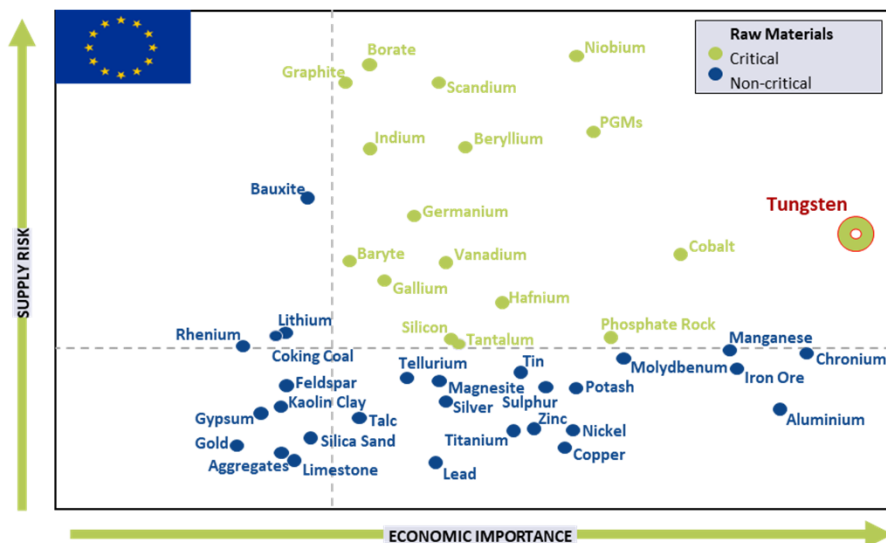 Raw Materials
Critical
Non-critical
Niobium
Borate
Graphite
Scandium
PGMs
Indium
Beryllium
Bauxite
Tungsten
Germanium
Cobalt
Baryte
Vanadium
Gallium
Hafnium
Lithium
Silicon
Phosphate Rock
Rhenium
Tantalum
Manganese
Coking Coal
Chronium
Tellurium
Tin
Molydbenum
Iron Ore
Feldspar
Magnesite
Potash
Sulphur
Kaolin Clay
Silver
Gypsum
Talc
Zinc
Aluminium
Gold
Silica Sand
Titanium
Nickel
Copper
Aggregates
Limestone
Lead
SUPPLY RISK
ECONOMIC IMPORTANCE